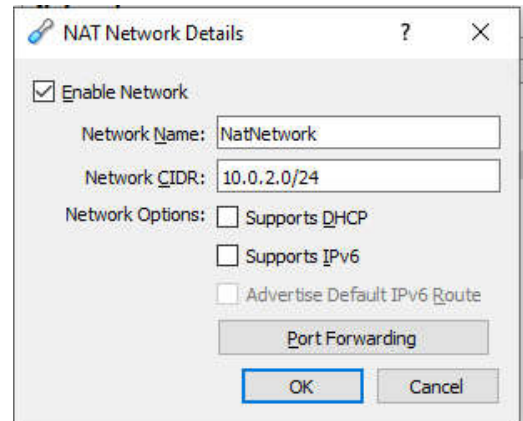 NAT Network Details ?
Enable Network
Network Name: NatNetwork
Network CIDR: 10.0.2.0/24
Network Options: Supports DHCP
Supports IPv6
Advertise Default IPv6 Route
Port Forwarding
OK Cancel